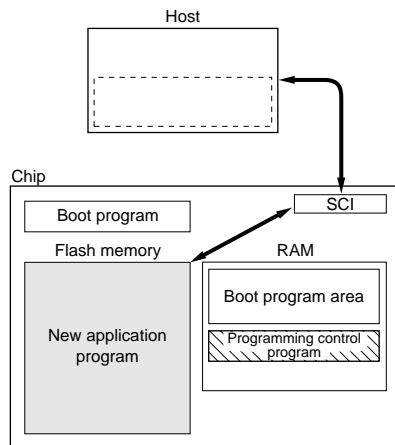 Host
Chip
SCI
Boot program
Flash memory
RAM
Boot program area
New application
program
Programming control
program